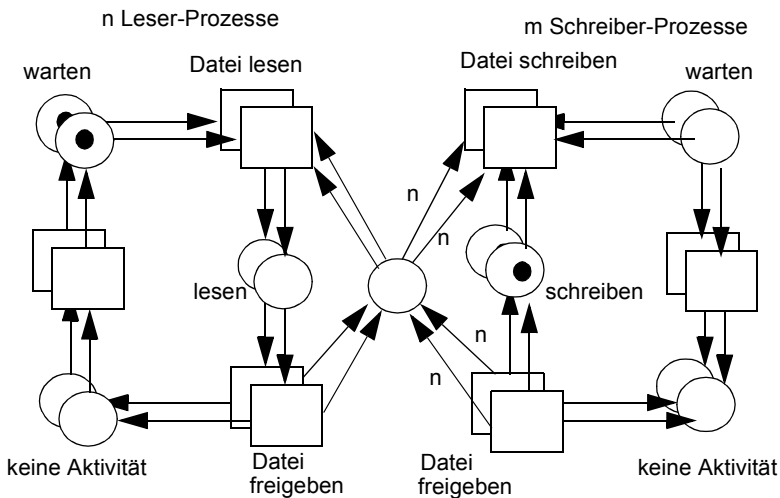 n Leser-Prozesse
m Schreiber-Prozesse
warten
Datei lesen
Datei schreiben
warten
n
n
lesen
schreiben
n
n
keine Aktivität
Datei
freigeben
Datei
freigeben
keine Aktivität